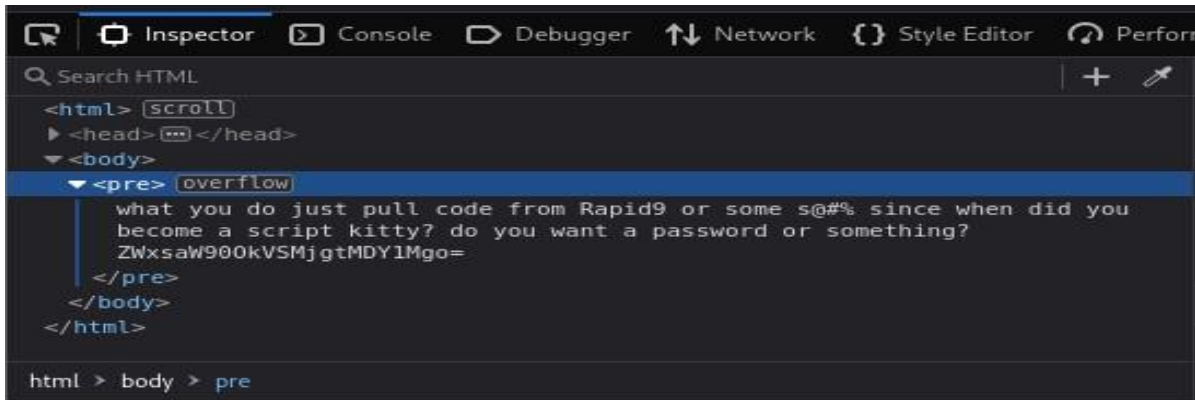 Inspector Console Debugger Network {} Style Editor Perfor
Search HTML
<html> scroll
<head> </head>
<body>
<pre> overflow
what you do just pull code from Rapid9 or some s@#% since when did you
become a script kitty? do you want a password or something?
ZWxsaW90OkVSMjgtMDY1Mgo=
</pre>
</body>
</html>
html > body > pre